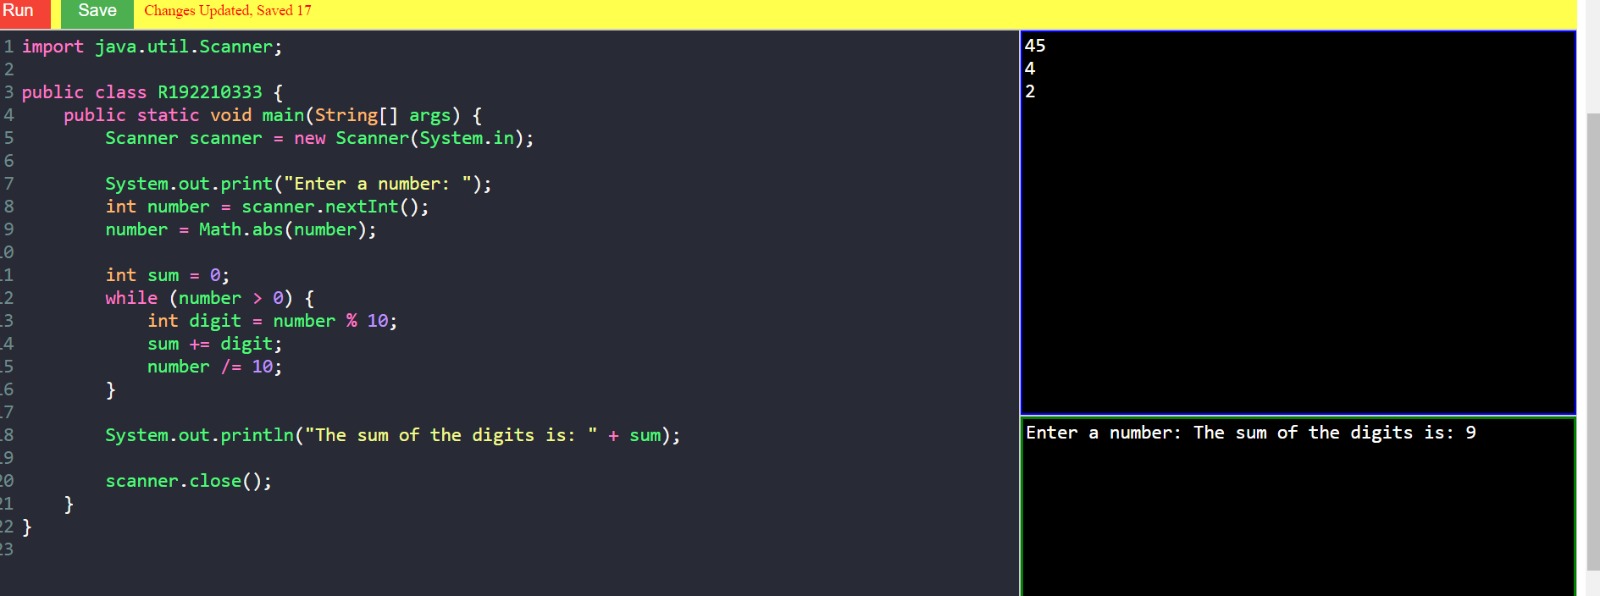 Run Save Changes Updated, Saved 17
1 import java.util.Scanner;
2
3 public class R192210333 {
4 public static void main(String[] args) {
5 Scanner scanner = new Scanner(System.in);
6
7 System.out.print("Enter a number: ");
8 int number = scanner.nextInt();
9 number = Math.abs(number);
0
1 int sum = 0;
2 while (number > 0) {
3 int digit = number % 10;
4 sum += digit;
5 number /= 10;
6 }
7
8 System.out.println("The sum of the digits is: " + sum);
9
0 scanner.close();
1 }
2 }
3
45
4
2
Enter a number: The sum of the digits is: 9